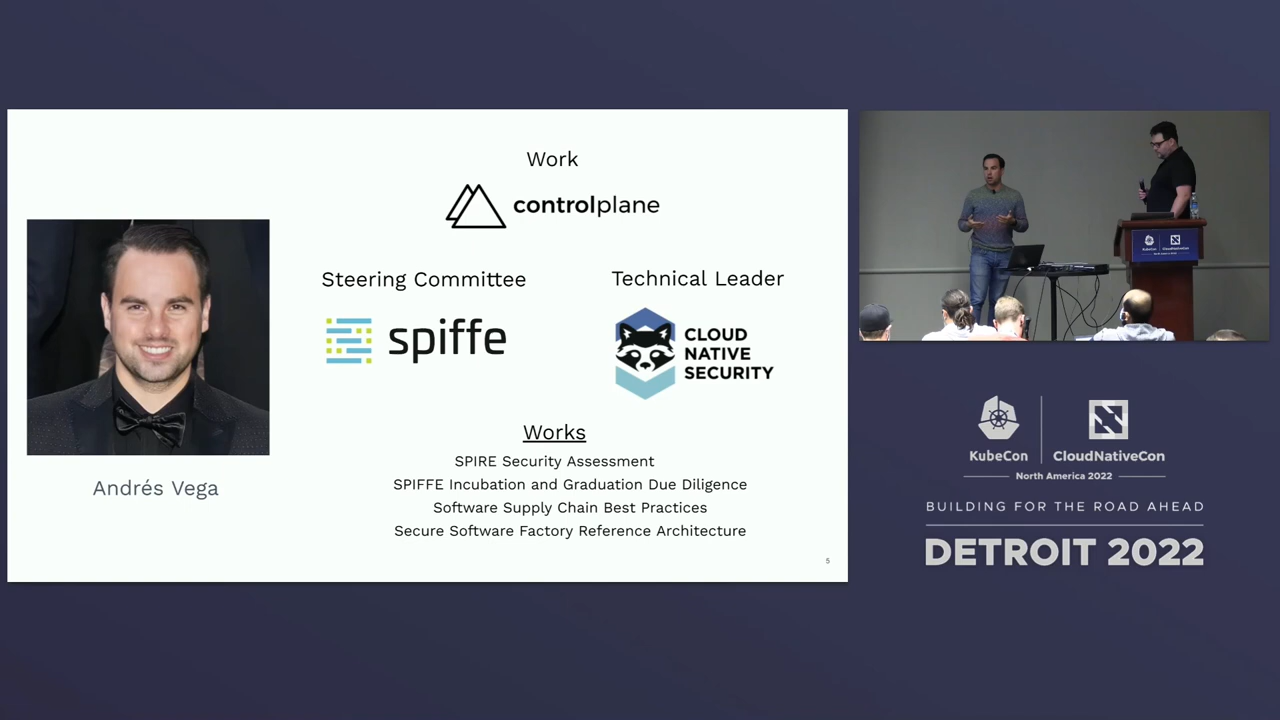 Work
controlplane
Steering Committee
Technical Leader
spiffe
CLOUD
NATIVE
SECURITY
Works
SPIRE Security Assessment
SPIFFE Incubation and Graduation Due Diligence
Software Supply Chain Best Practices
Secure Software Factory Reference Architecture
Andrés Vega
5
KubeCon
CloudNativeCon
KubeCon
CloudNativeCon
North America 2022
BUILDING FOR THE ROAD AHEAD
DETROIT 2022